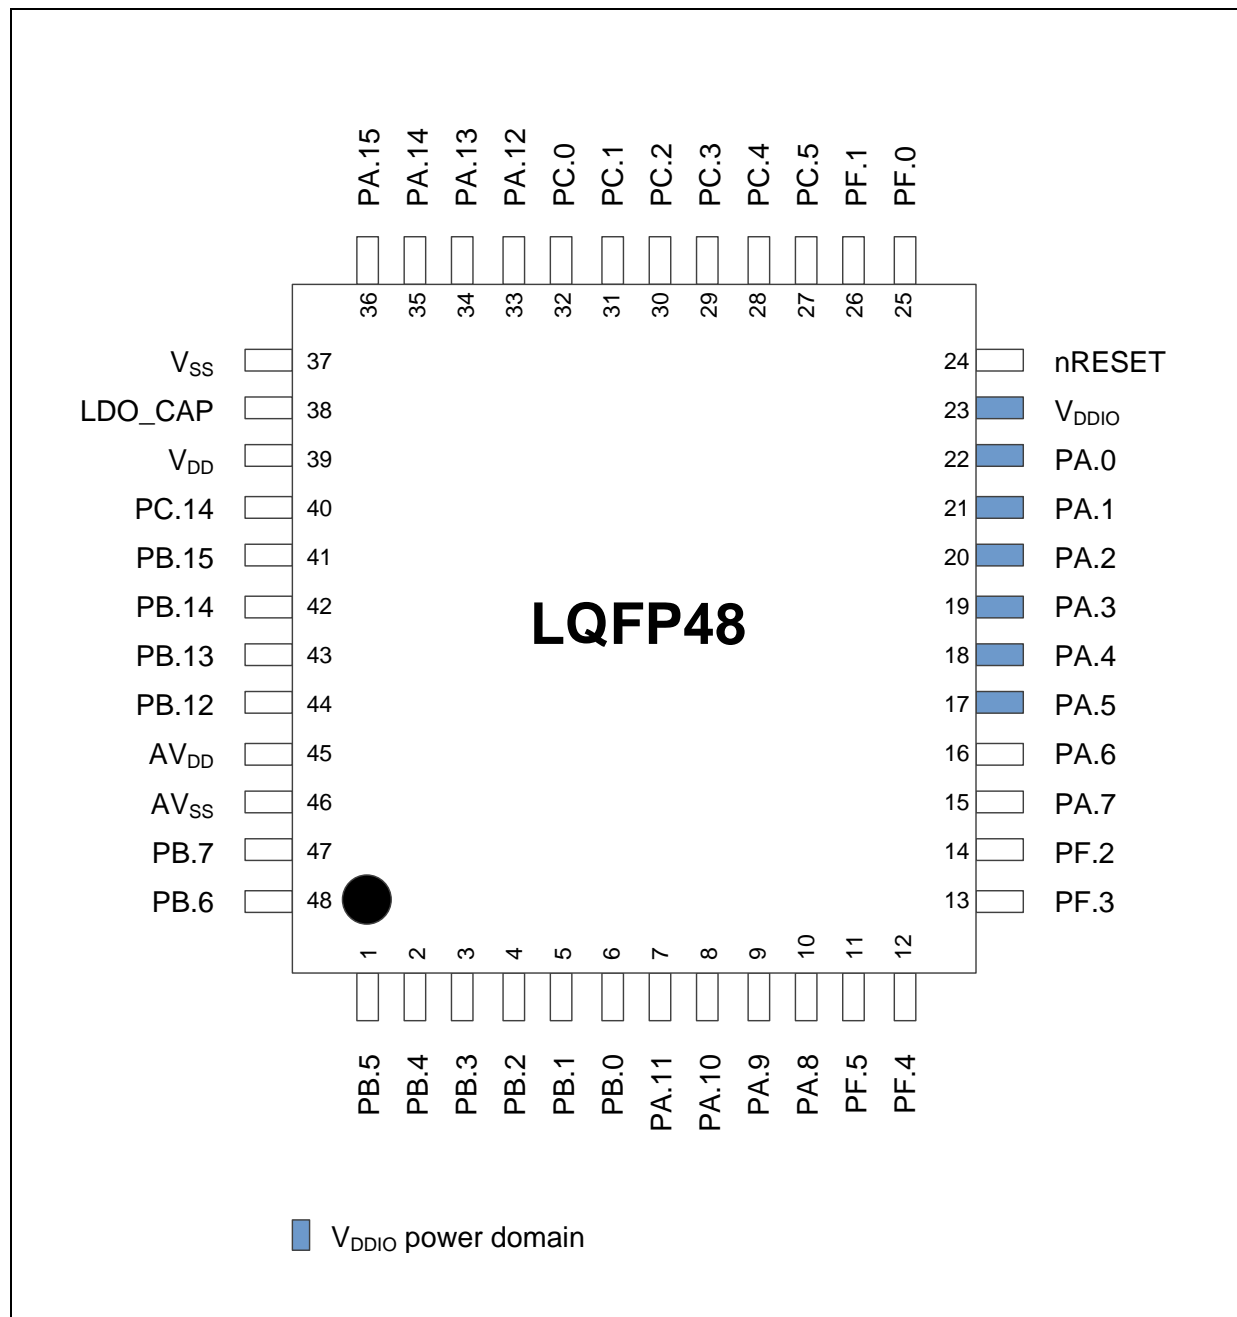 PA.15
PA.14
PA.13
PA.12
PC.0
PC.1
PC.2
PC.3
PC.4
PC.5
PF.1
PF.0
36
35
34
33
32
31
30
29
28
27
26
25
VSS 37
LDO_CAP 38
VDD 39
PC.14 40
PB.15 41
PB.14 42
PB.13 43
PB.12 44
AVDD 45
AVSS 46
PB.7 47
PB.6 48
LQFP48
24 nRESET
23 VDDIO
22 PA.0
21 PA.1
20 PA.2
19 PA.3
18 PA.4
17 PA.5
16 PA.6
15 PA.7
14 PF.2
13 PF.3
1
2
3
4
5
6
7
8
9
10
11
12
PB.5
PB.4
PB.3
PB.2
PB.1
PB.0
PA.11
PA.10
PA.9
PA.8
PF.5
PF.4
VDDIO power domain